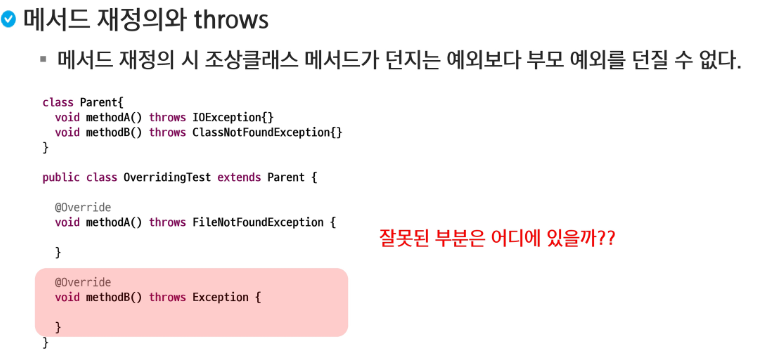 메서드 재정의와 throws
메서드 재정의 시 조상클래스 메서드가 던지는 예외보다 부모 예외를 던질 수 없다.
class Parent{
void methodA() throws IOException{}
void methodB() throws ClassNotFoundException{}
}
public class OverridingTest extends Parent {
@Override
void methodA() throws FileNotFoundException {
}
잘못된 부분은 어디에 있을까??
@Override
void methodB() throws Exception {
}
}